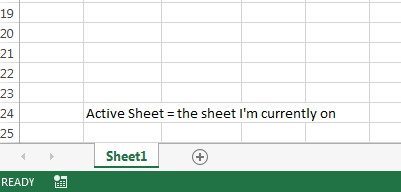 19
20
21
22
23
24 Active Sheet = the sheet I'm currently on
25
Sheet1
READY